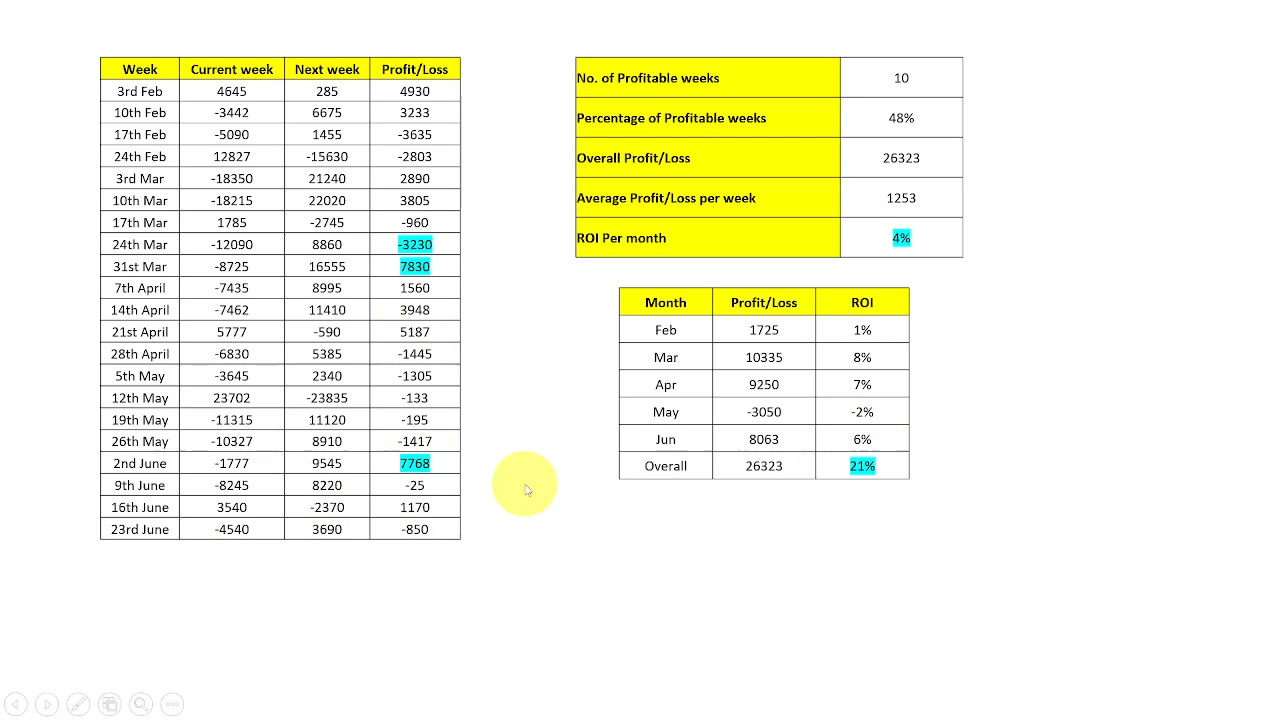 Week Current week Next week Profit/Loss
3rd Feb 4645 285 4930
10th Feb -3442 6675 3233
17th Feb -5090 1455 -3635
24th Feb 12827 -15630 -2803
3rd Mar -18350 21240 2890
10th Mar -18215 22020 3805
17th Mar 1785 -2745 -960
24th Mar -12090 8860 -3230
31st Mar -8725 16555 7830
7th April -7435 8995 1560
14th April -7462 11410 3948
21st April 5777 -590 5187
28th April -6830 5385 -1445
5th May -3645 2340 -1305
12th May 23702 -23835 -133
19th May -11315 11120 -195
26th May -10327 8910 -1417
2nd June -1777 9545 7768
9th June -8245 8220 -25
16th June 3540 -2370 1170
23rd June -4540 3690 -850
No. of Profitable weeks 10
Percentage of Profitable weeks 48%
Overall Profit/Loss 26323
Average Profit/Loss per week 1253
ROI Per month 4%
Month Profit/Loss ROI
Feb 1725 1%
Mar 10335 8%
Apr 9250 7%
May -3050 -2%
Jun 8063 6%
Overall 26323 21%